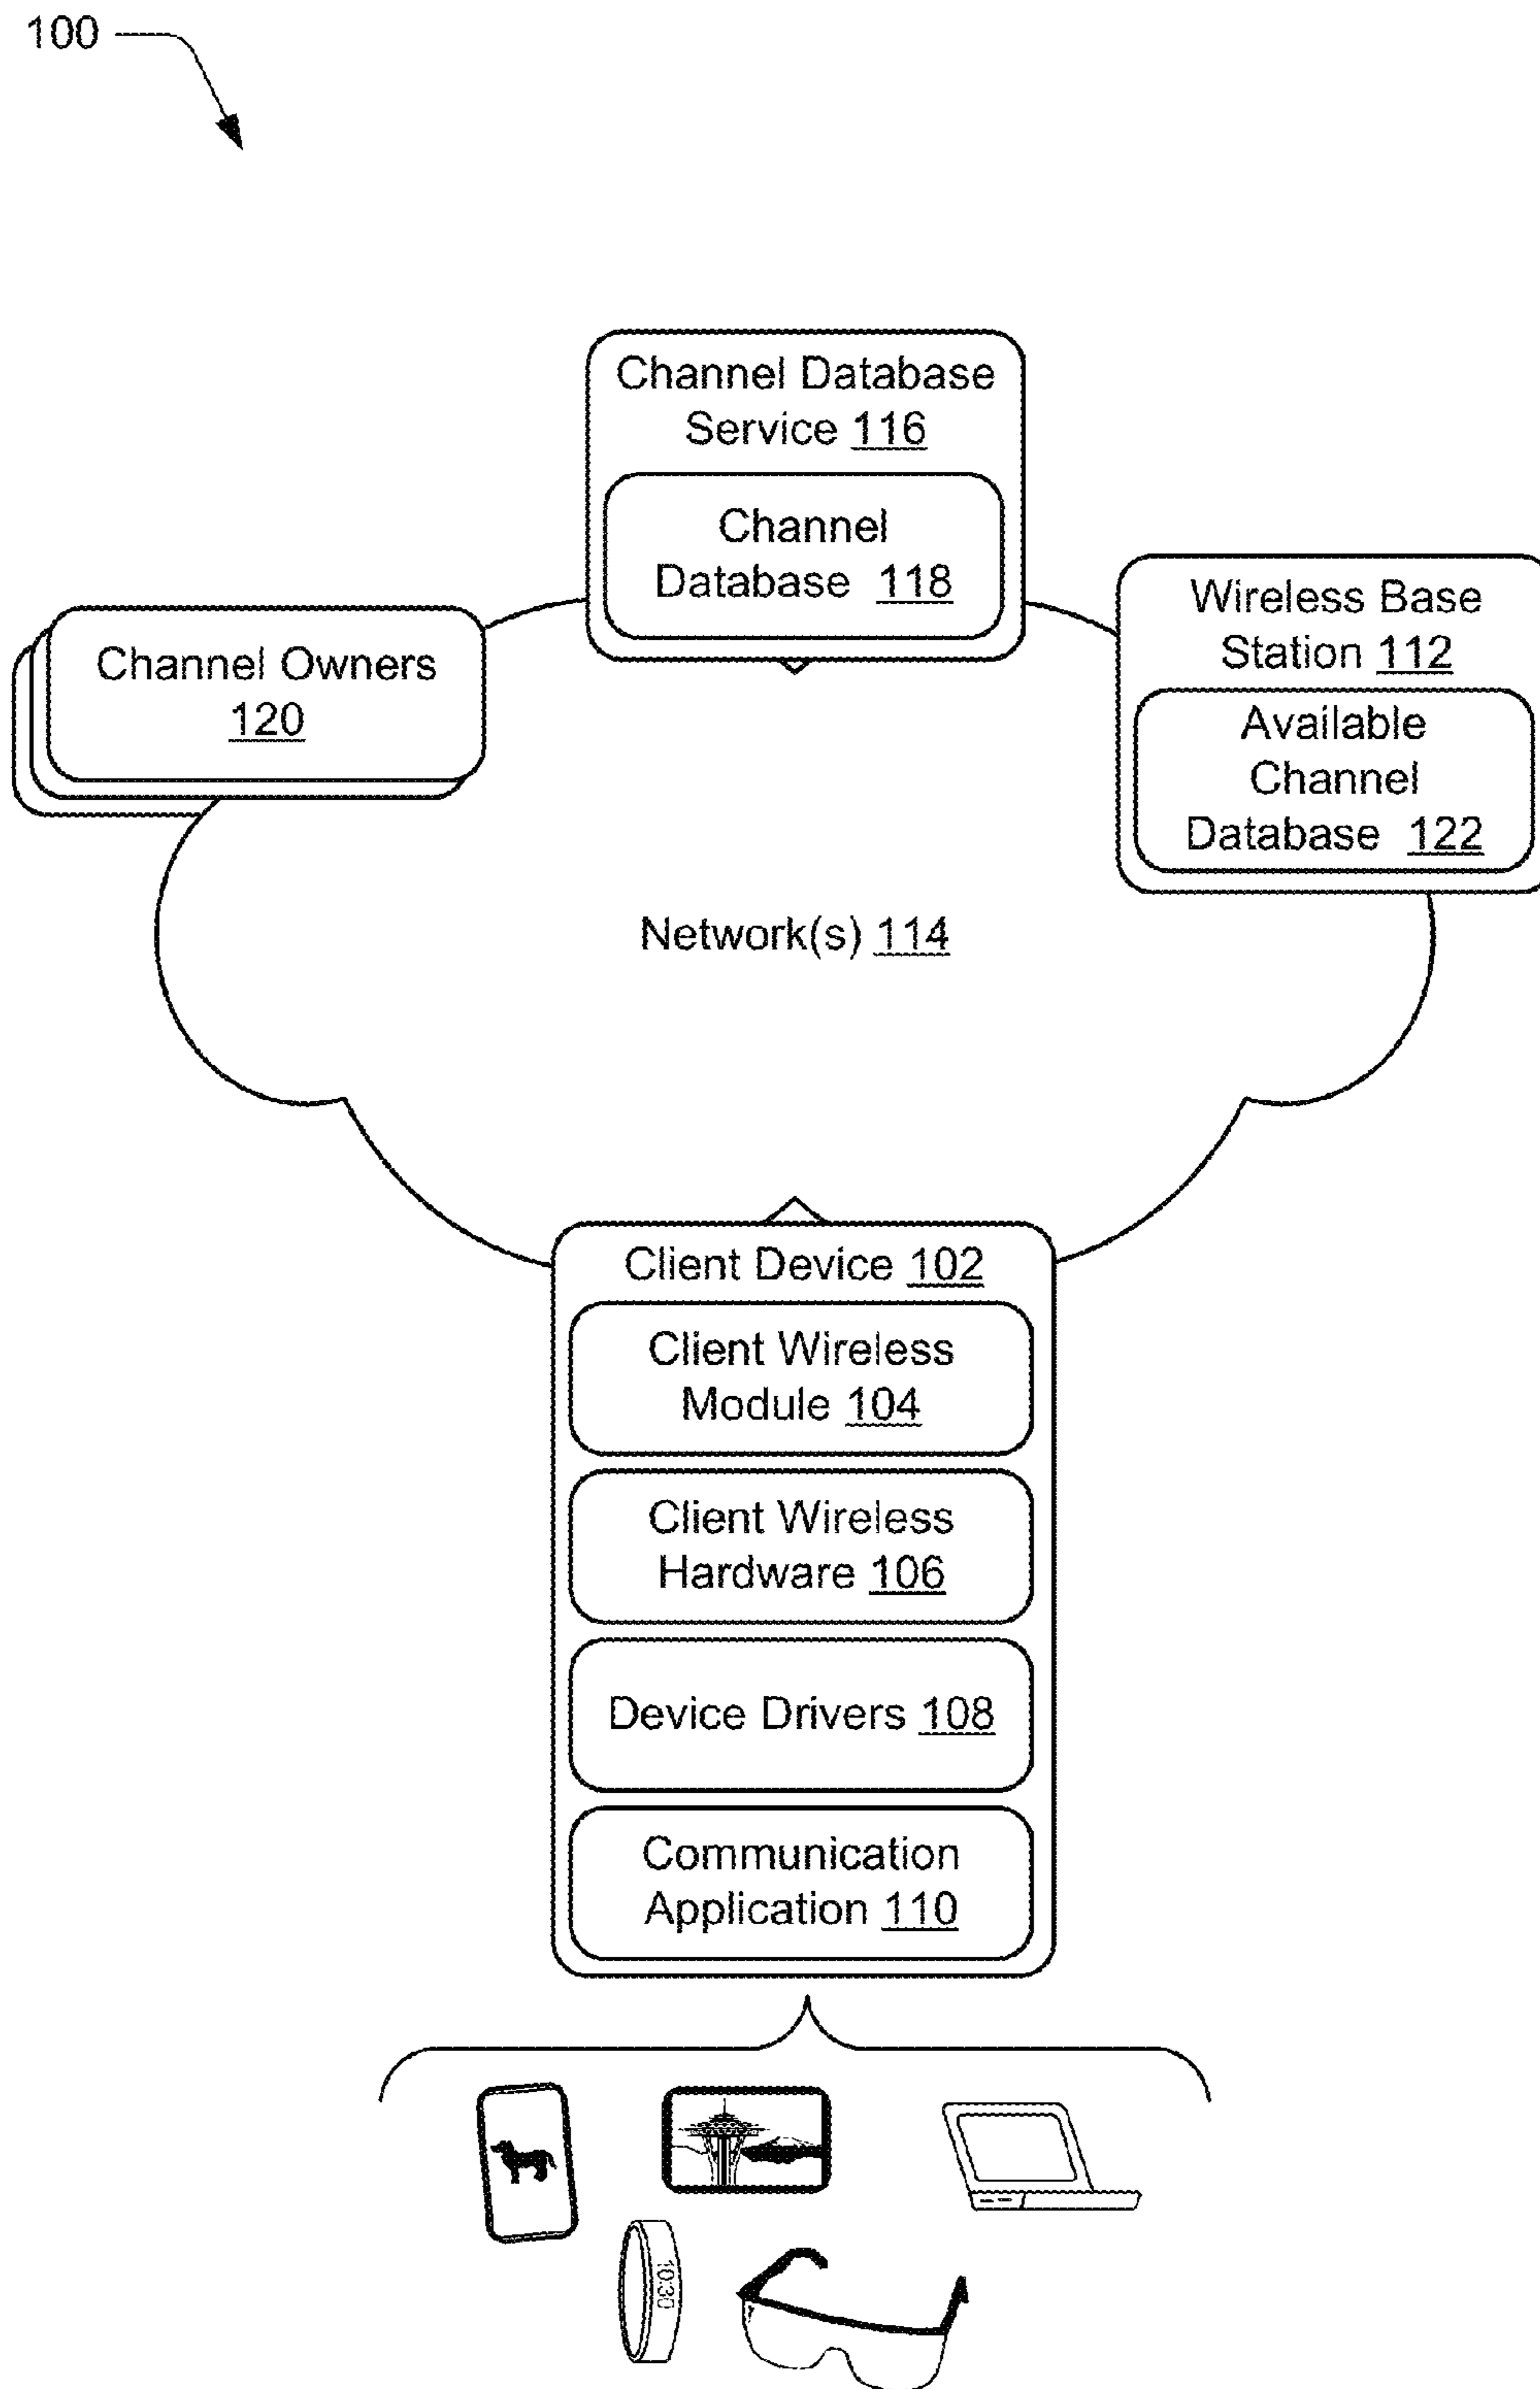 100
Channel Database
Service 116
Channel
Database 118
Wireless Base
Station 112
Available
Channel
Database 122
Channel Owners
120
Network(s) 114
Client Device 102
Client Wireless
Module 104
Client Wireless
Hardware 106
Device Drivers 108
Communication
Application 110
10:30